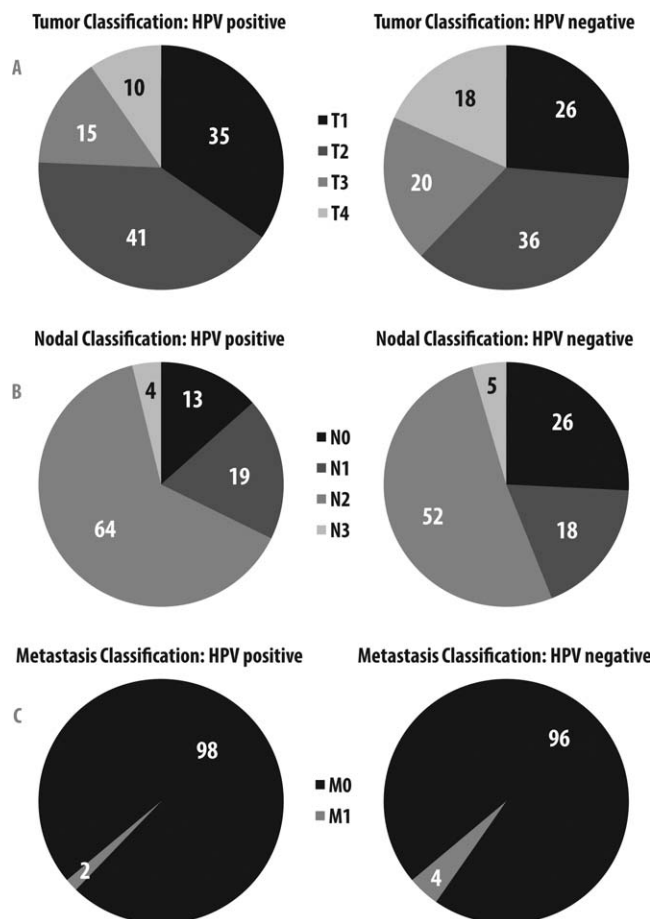 Tumor Classification: HPV positive
Tumor Classification: HPV negative
A
10
35
15
41
T1
T2
T3
T4
18
26
20
36
Nodal Classification: HPV positive
Nodal Classification: HPV negative
B
4
13
19
64
N0
N1
N2
N3
5
26
52
18
Metastasis Classification: HPV positive
Metastasis Classification: HPV negative
C
98
2
M0
M1
96
4